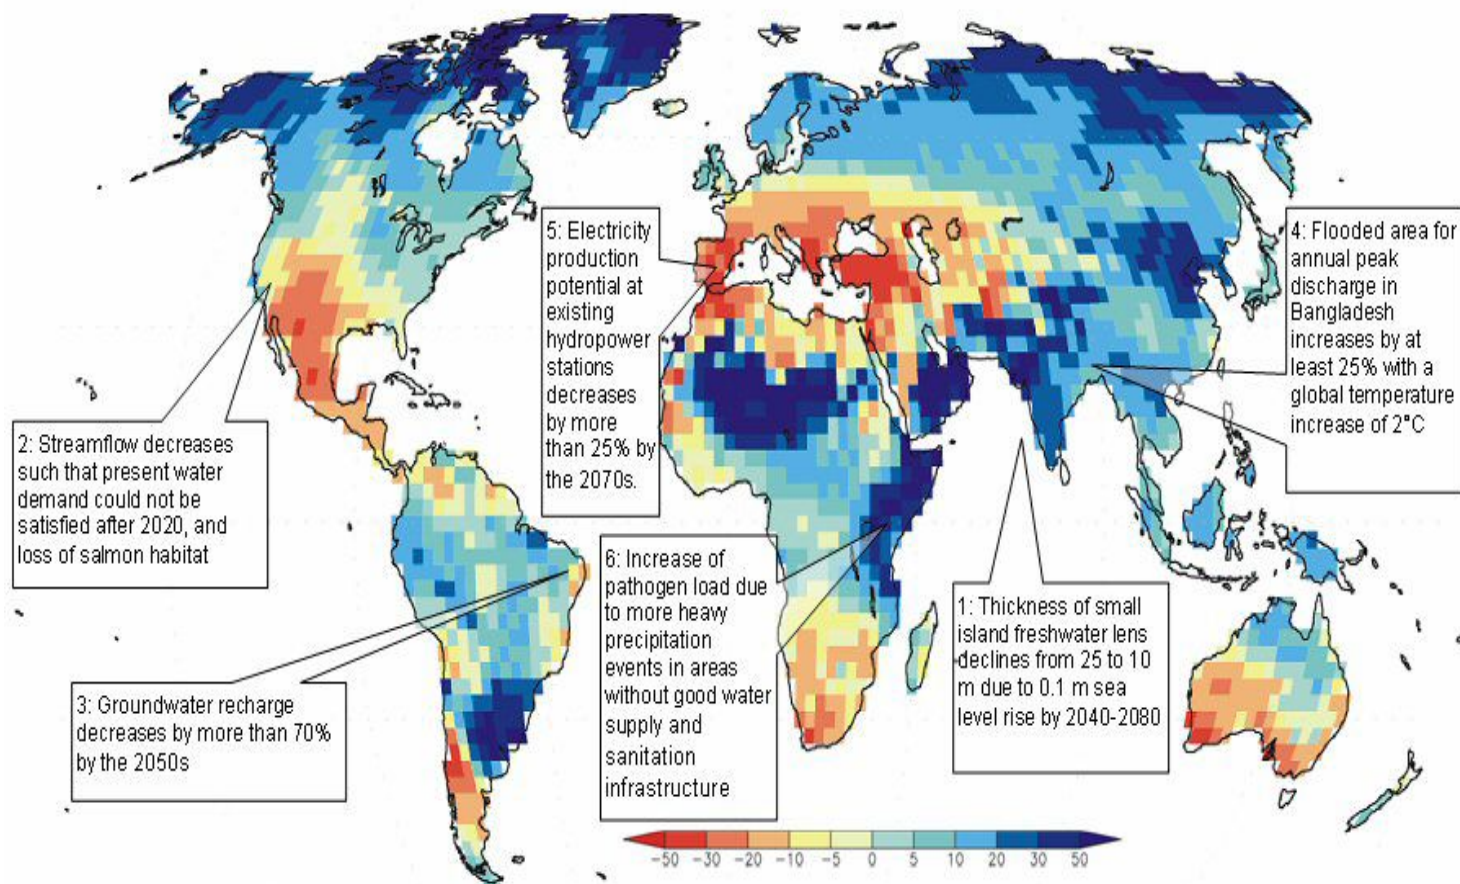 5: Electricity
production
potential at
existing
hydropower
stations
decreases
by more
than 25% by
the 2070s.
4: Flooded area for
annual peak
discharge in
Bangladesh
increases by at
least 25% with a
global temperature
increase of 2°C
2: Streamflow decreases
such that present water
demand could not be
satisfied after 2020, and
loss of salmon habitat
6: Increase of
pathogen load due
to more heavy
precipitation
events in areas
without good water
supply and
sanitation
infrastructure
1: Thickness of small
island freshwater lens
declines from 25 to 10
m due to 0.1 m sea
level rise by 2040-2080
3: Groundwater recharge
decreases by more than 70%
by the 2050s
-50 -30 -20 -10 -5 0 5 10 20 30 50